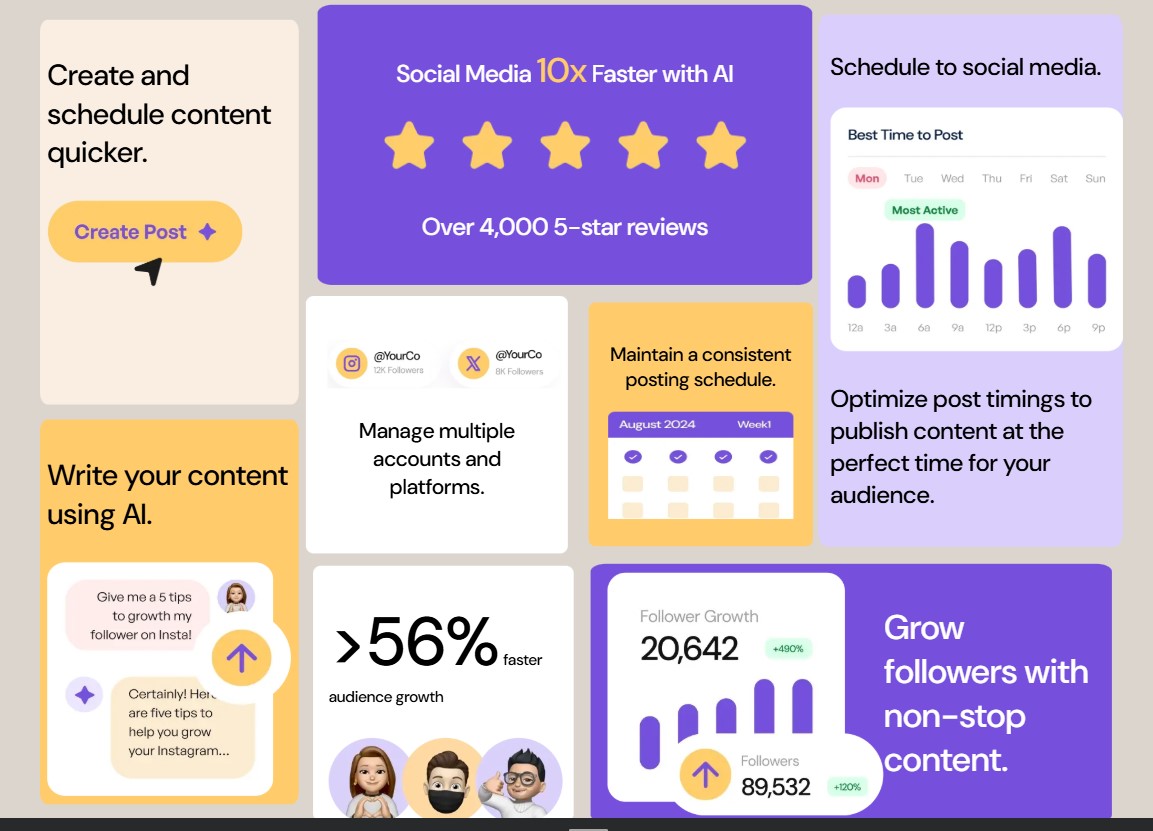 Create and
schedule content
quicker.
Create Post
Social Media 10x Faster with AI
Over 4,000 5-star reviews
Schedule to social media.
Best Time to Post
Mon Tue Wed Thu Fri Sat Sun
Most Active
12a 3a 6a 9a 12p 3p 6p 9p
Optimize post timings to
publish content at the
perfect time for your
audience.
@YourCo
12K Followers
@YourCo
8K Followers
Manage multiple
accounts and
platforms.
Maintain a consistent
posting schedule.
August 2024 Week1
Write your content
using AI.
Give me a 5 tips
to growth my
follower on Insta!
Certainly! Here
are five tips to
help you grow
your Instagram...
>56% faster
audience growth
Follower Growth
20,642 +490%
Followers
89,532 +120%
Grow
followers with
non-stop
content.